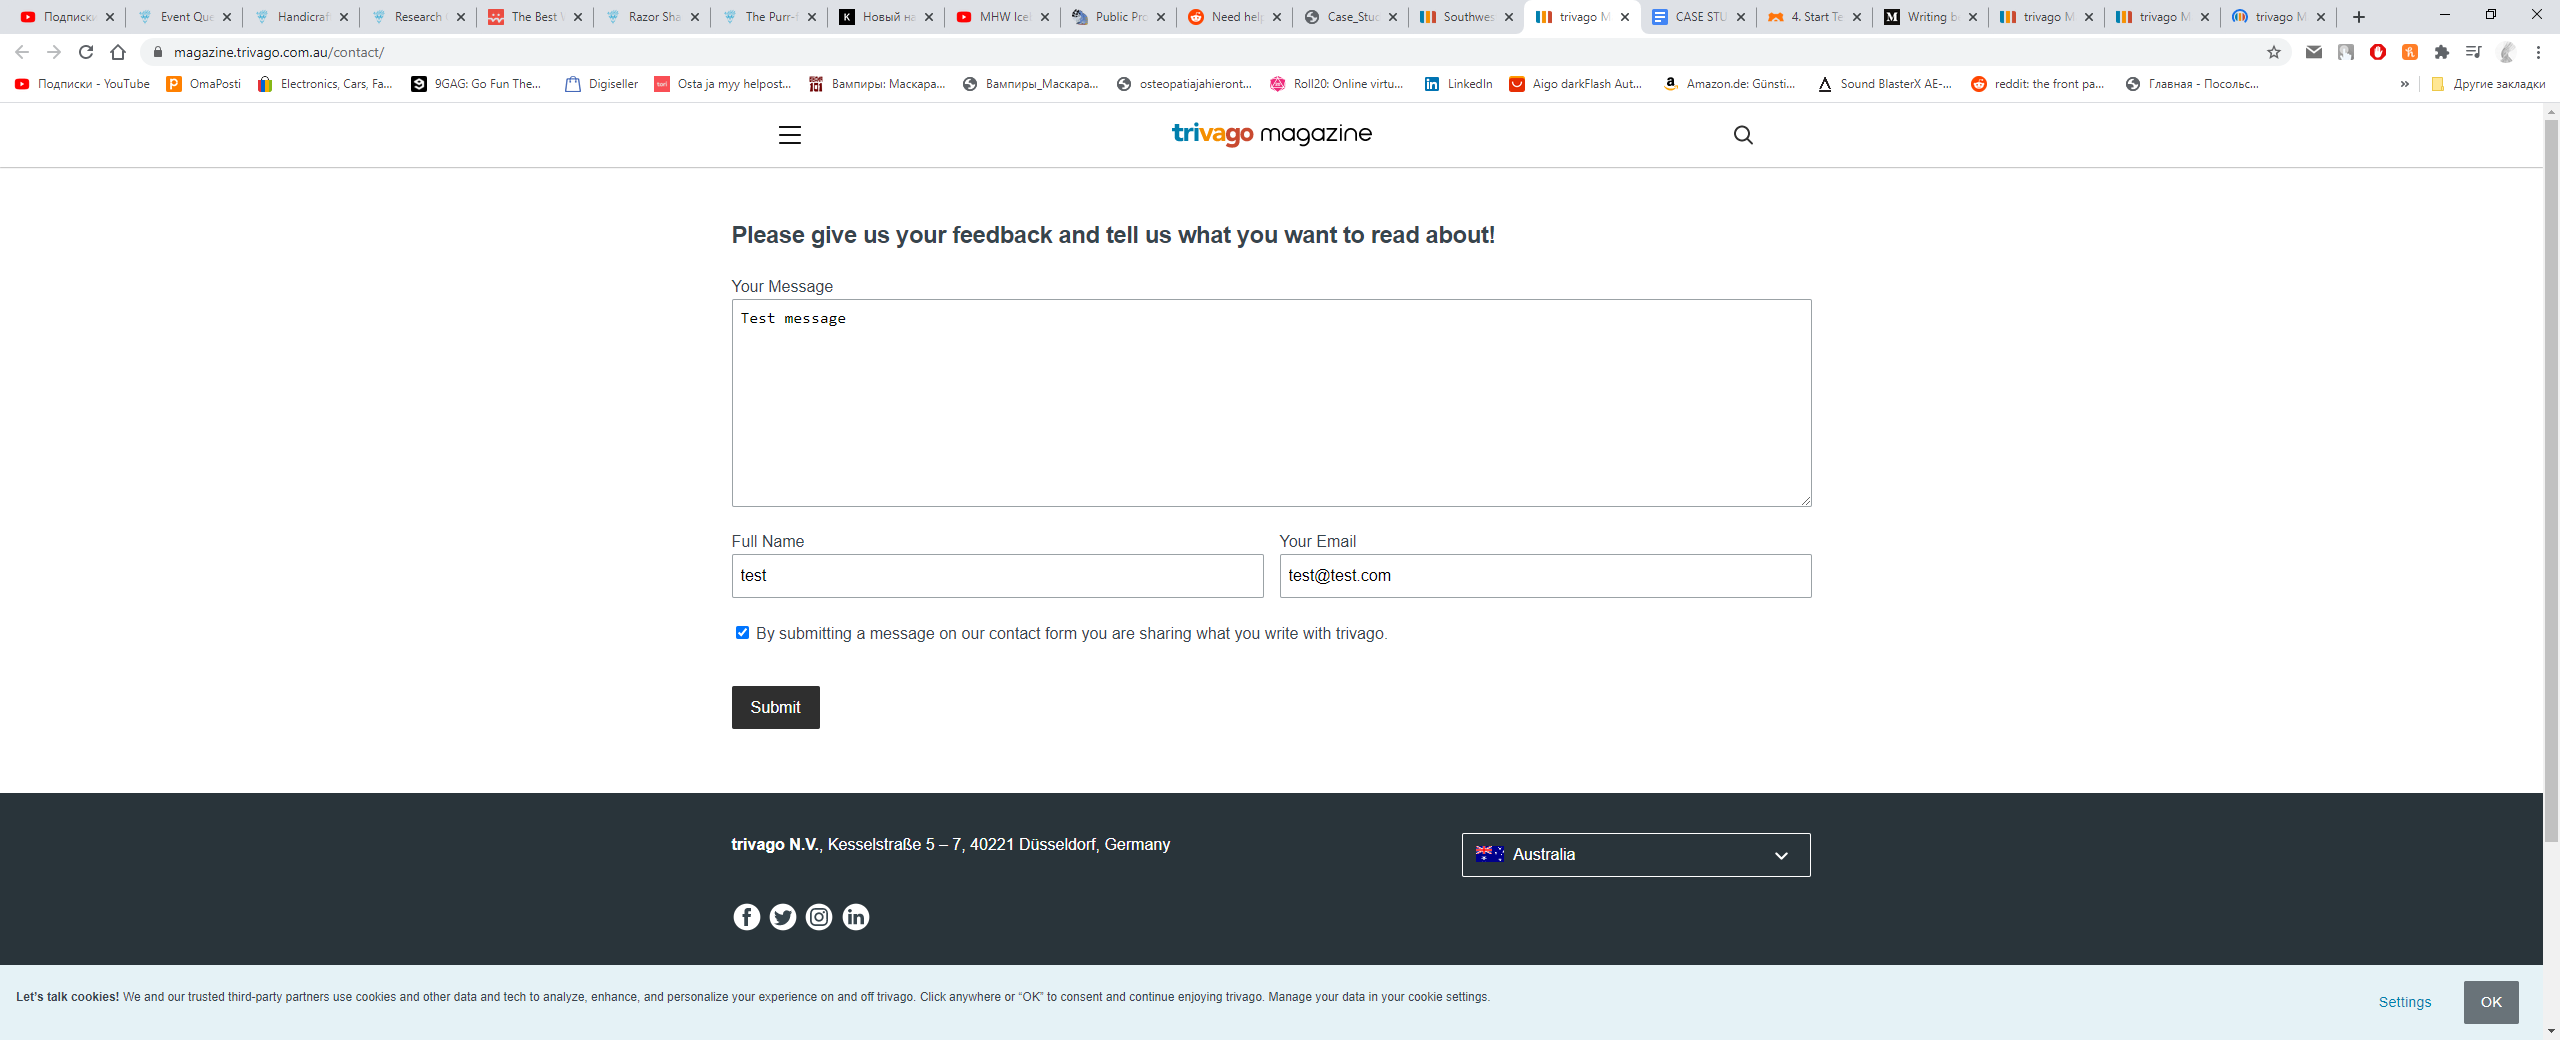 Подписки
Event Que
Handicraf
Research
The Best
Razor Sha
The Purr-f
Новый на
MHW Icel
Public Pro
Need help
Case_Stud
Southwes
trivago M
CASE STU
4. Start Te
Writing b
trivago M
trivago M
trivago M
magazine.trivago.com.au/contact/
Подписки - YouTube
OmaPosti
Electronics, Cars, Fa...
9GAG: Go Fun The...
Digiseller
tori Osta ja myy helpost...
Вампиры: Маскара...
Вампиры_Маскара...
osteopatiajahieront...
Roll20: Online virtu...
LinkedIn
Aigo darkFlash Aut...
Amazon.de: Günsti...
Sound BlasterX AE-...
reddit: the front pa...
Главная - Посольс...
»
Другие закладки
trivago magazine
Please give us your feedback and tell us what you want to read about!
Your Message
Test message
Full Name
Your Email
test
test@test.com
By submitting a message on our contact form you are sharing what you write with trivago.
Submit
trivago N.V., Kesselstraße 5 – 7, 40221 Düsseldorf, Germany
Australia
Let's talk cookies! We and our trusted third-party partners use cookies and other data and tech to analyze, enhance, and personalize your experience on and off trivago. Click anywhere or “OK” to consent and continue enjoying trivago. Manage your data in your cookie settings.
Settings
OK